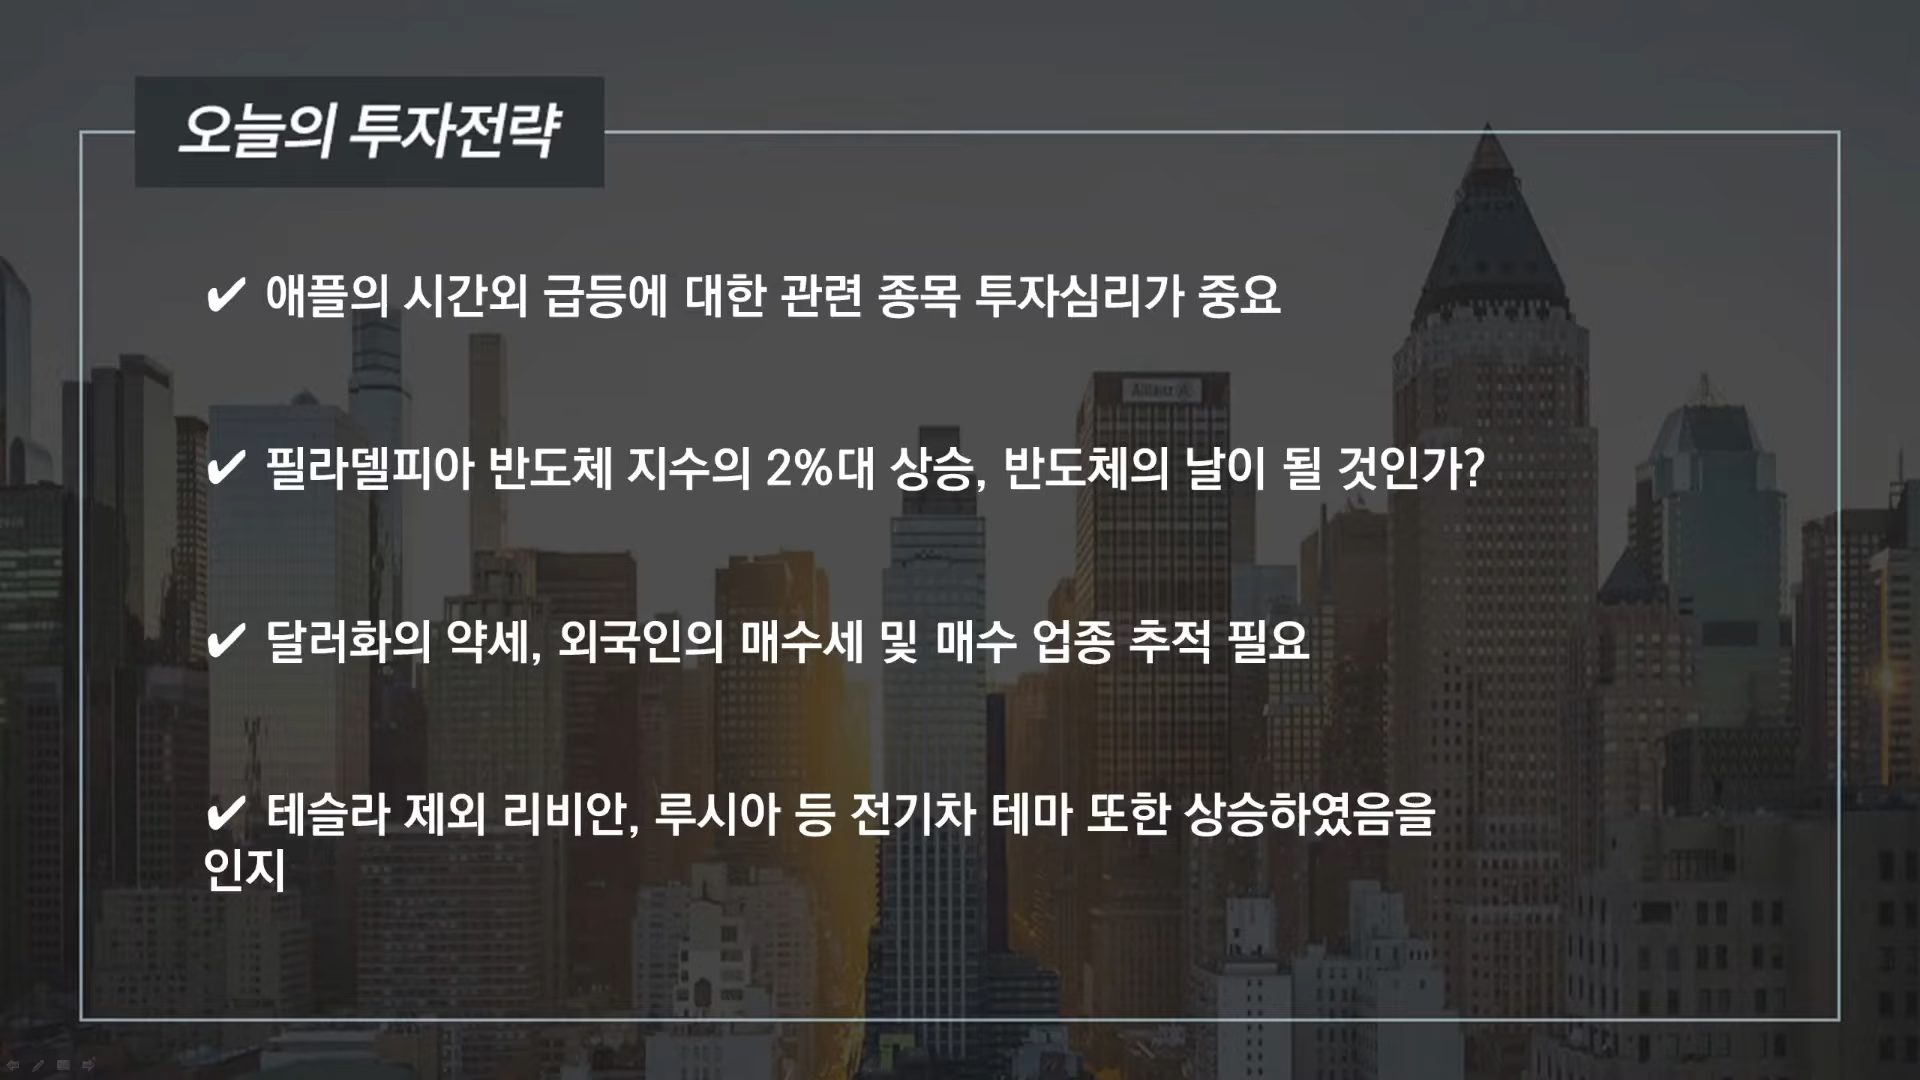 오늘의 투자전략
✔ 애플의 시간외 급등에 대한 관련 종목 투자심리가 중요
✔ 필라델피아 반도체 지수의 2%대 상승, 반도체의 날이 될 것인가?
Allianz
✔ 달러화의 약세, 외국인의 매수세 및 매수 업종 추적 필요
✔ 테슬라 제외 리비안, 루시아 등 전기차 테마 또한 상승하였음을
인지